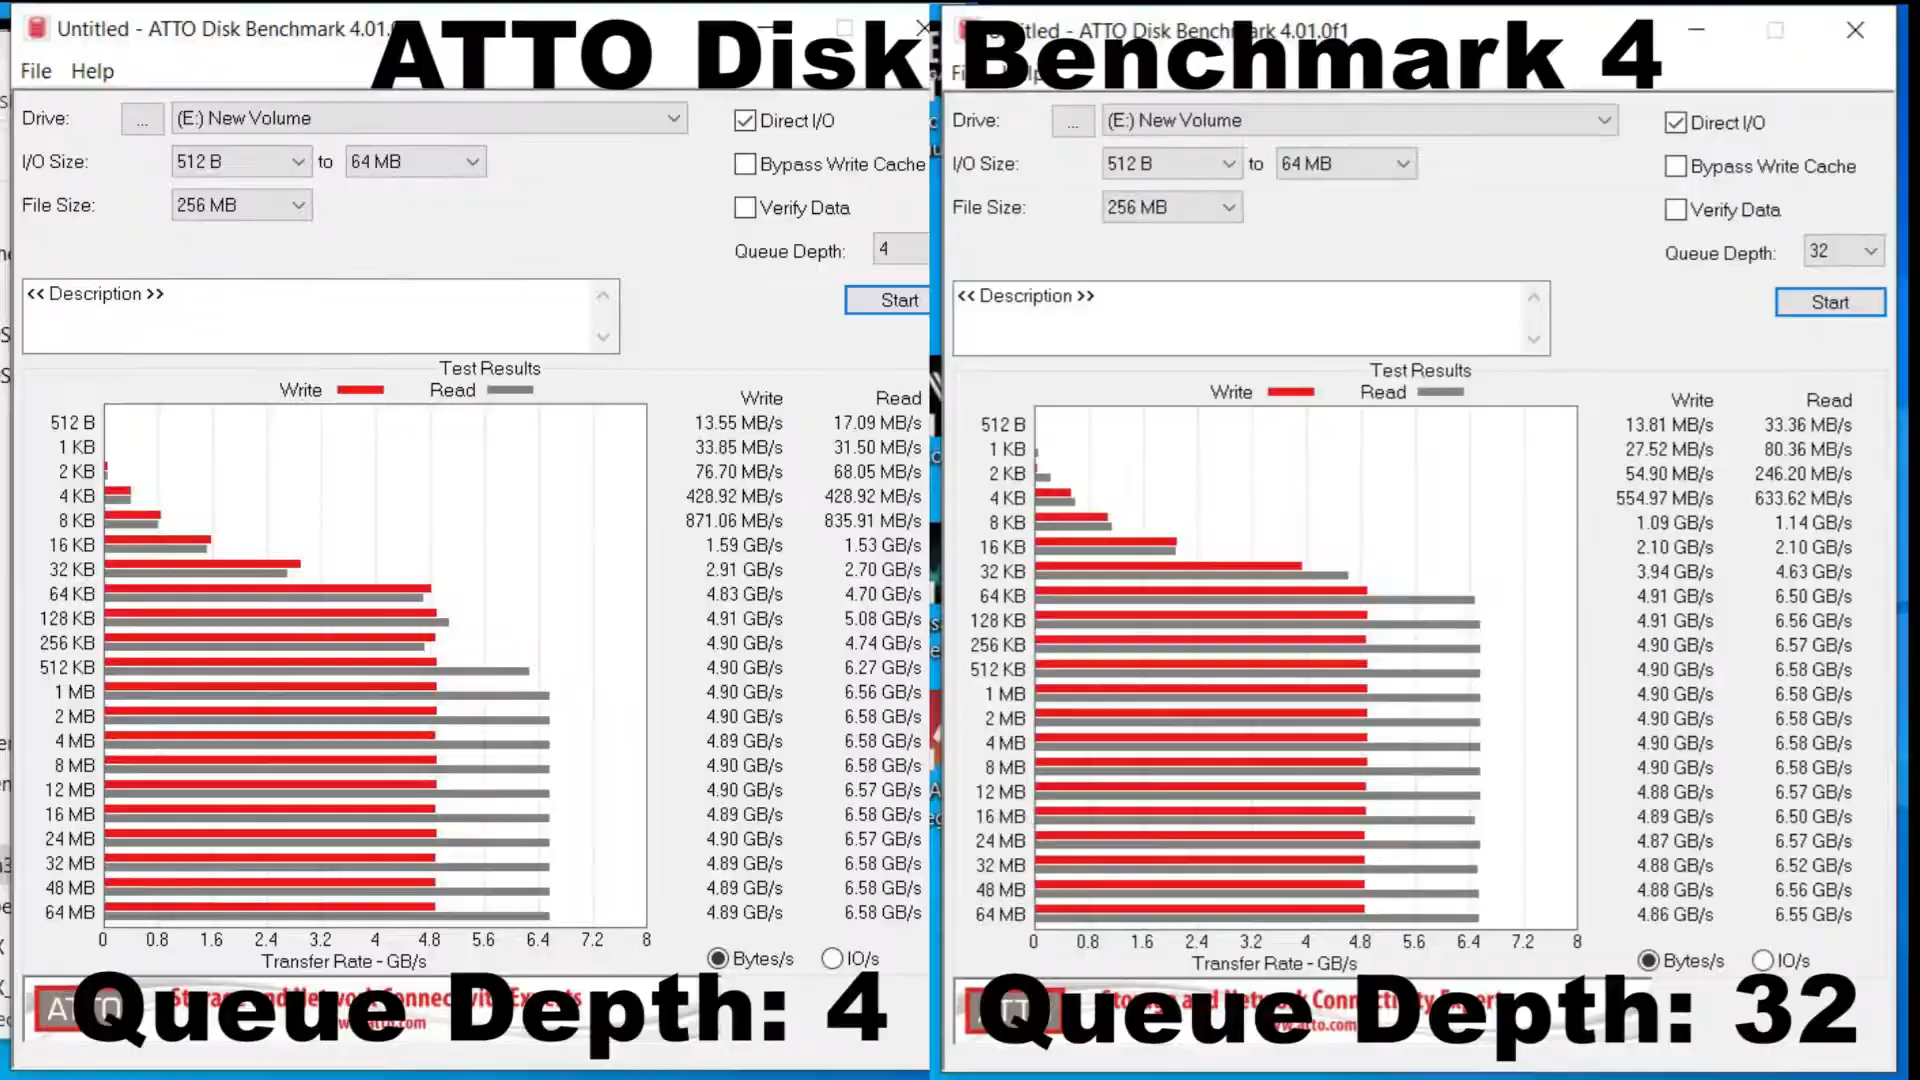 ATTO Disk Benchmark 4
Untitled - ATTO Disk Benchmark 4.01.
File Help
Drive: ... (E:) New Volume
Direct I/O
I/O Size: 512 B to 64 MB
Bypass Write Cache
File Size: 256 MB
Verify Data
Queue Depth: 4
<< Description >>
Start
Test Results
Write Read
Write Read
512 B 13.55 MB/s 17.09 MB/s
1 KB 33.85 MB/s 31.50 MB/s
2 KB 76.70 MB/s 68.05 MB/s
4 KB 428.92 MB/s 428.92 MB/s
8 KB 871.06 MB/s 835.91 MB/s
16 KB 1.59 GB/s 1.53 GB/s
32 KB 2.91 GB/s 2.70 GB/s
64 KB 4.83 GB/s 4.70 GB/s
128 KB 4.91 GB/s 5.08 GB/s
256 KB 4.90 GB/s 4.74 GB/s
512 KB 4.90 GB/s 6.27 GB/s
1 MB 4.90 GB/s 6.56 GB/s
2 MB 4.90 GB/s 6.58 GB/s
4 MB 4.89 GB/s 6.58 GB/s
8 MB 4.90 GB/s 6.58 GB/s
12 MB 4.90 GB/s 6.57 GB/s
16 MB 4.89 GB/s 6.58 GB/s
24 MB 4.90 GB/s 6.57 GB/s
32 MB 4.89 GB/s 6.58 GB/s
48 MB 4.89 GB/s 6.58 GB/s
64 MB 4.89 GB/s 6.58 GB/s
0 0.8 1.6 2.4 3.2 4 4.8 5.6 6.4 7.2 8
Transfer Rate - GB/s
Bytes/s IO/s
Queue Depth: 4
- ATTO Disk Benchmark 4.01.0f1
Drive: ... (E:) New Volume
Direct I/O
I/O Size: 512 B to 64 MB
Bypass Write Cache
File Size: 256 MB
Verify Data
Queue Depth: 32
<< Description >>
Start
Test Results
Write Read
Write Read
512 B 13.81 MB/s 33.36 MB/s
1 KB 27.52 MB/s 80.36 MB/s
2 KB 54.90 MB/s 246.20 MB/s
4 KB 554.97 MB/s 633.62 MB/s
8 KB 1.09 GB/s 1.14 GB/s
16 KB 2.10 GB/s 2.10 GB/s
32 KB 3.94 GB/s 4.63 GB/s
64 KB 4.91 GB/s 6.50 GB/s
128 KB 4.91 GB/s 6.56 GB/s
256 KB 4.90 GB/s 6.57 GB/s
512 KB 4.90 GB/s 6.58 GB/s
1 MB 4.90 GB/s 6.58 GB/s
2 MB 4.90 GB/s 6.58 GB/s
4 MB 4.90 GB/s 6.58 GB/s
8 MB 4.90 GB/s 6.58 GB/s
12 MB 4.88 GB/s 6.57 GB/s
16 MB 4.89 GB/s 6.50 GB/s
24 MB 4.87 GB/s 6.57 GB/s
32 MB 4.88 GB/s 6.52 GB/s
48 MB 4.88 GB/s 6.56 GB/s
64 MB 4.86 GB/s 6.55 GB/s
0 0.8 1.6 2.4 3.2 4 4.8 5.6 6.4 7.2 8
Transfer Rate - GB/s
Bytes/s IO/s
Queue Depth: 32